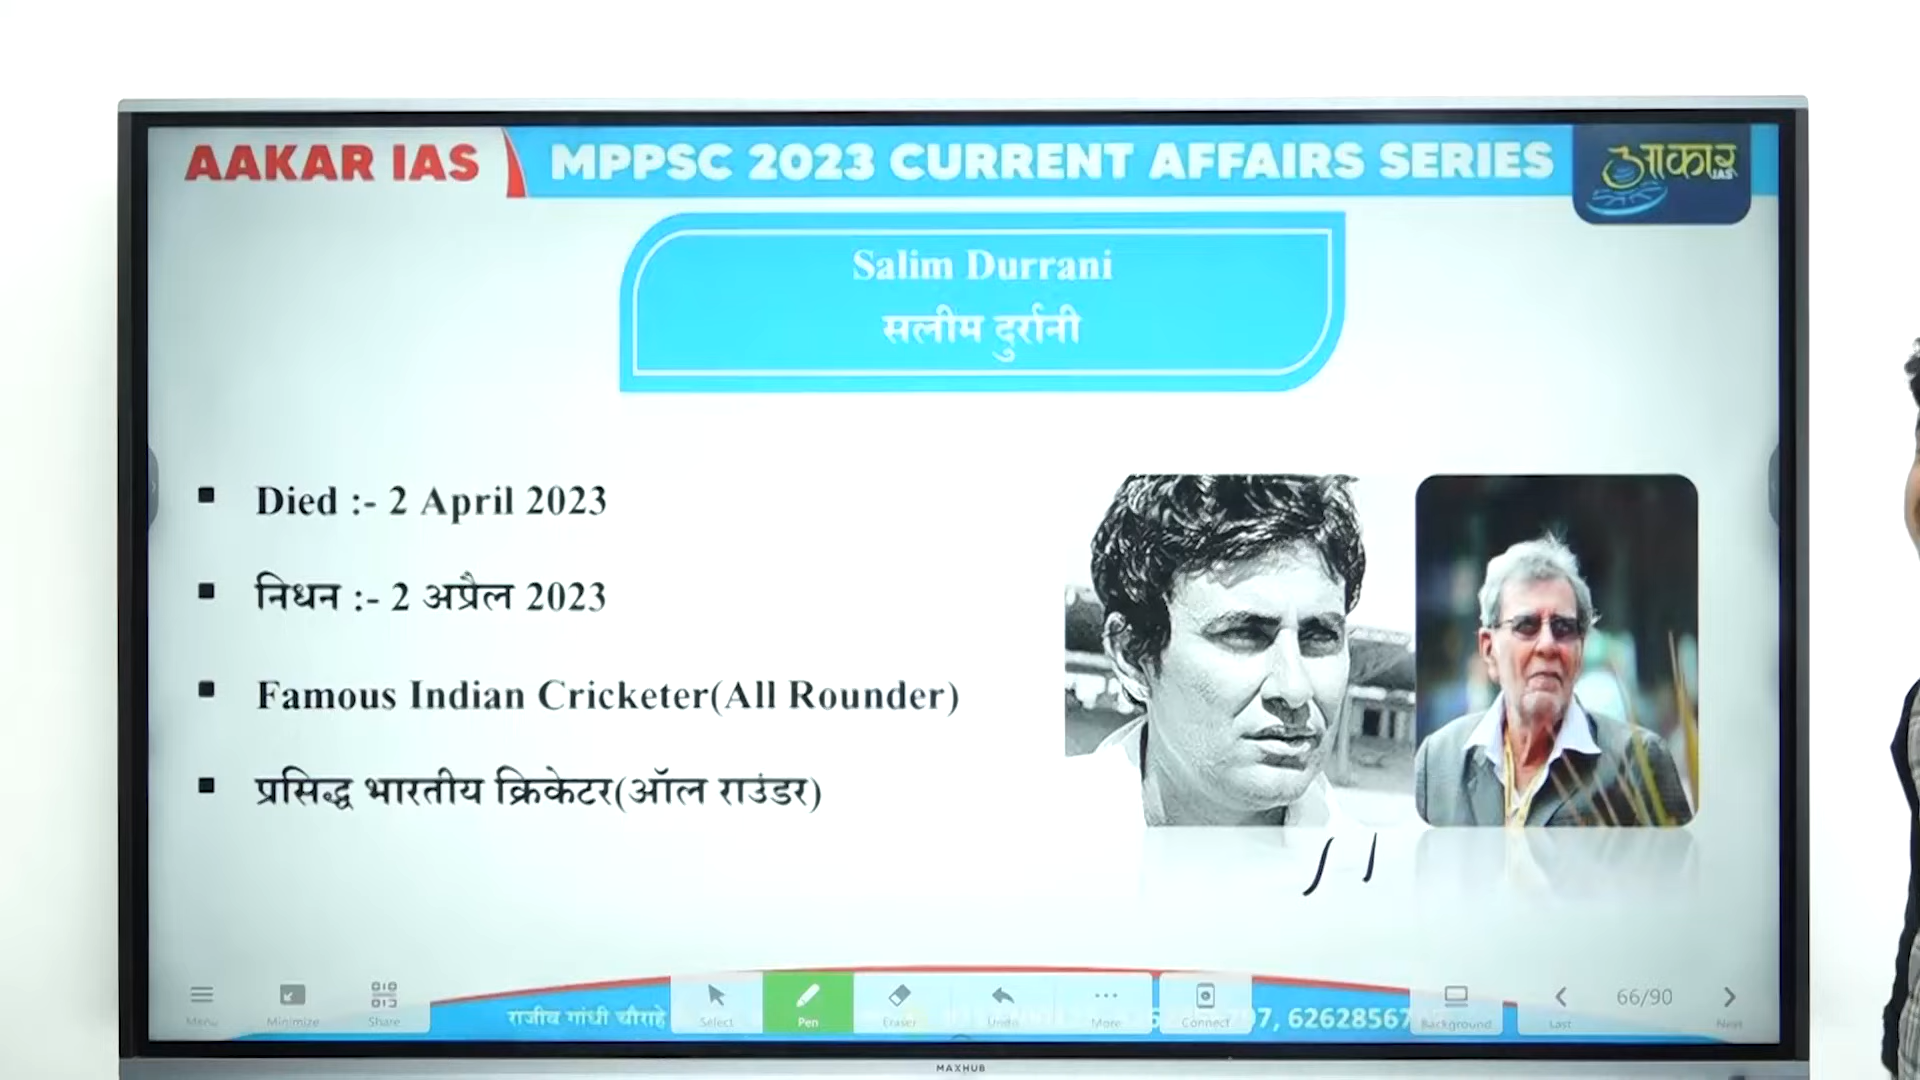 AAKAR IAS
MPPSC 2023 CURRENT AFFAIRS SERIES
आकार
IAS
Salim Durrani
सलीम दुर्रानी
Died :- 2 April 2023
निधन :- 2 अप्रैल 2023
Famous Indian Cricketer(All Rounder)
प्रसिद्ध भारतीय क्रिकेटर(ऑल राउंडर)
Menu
Minimize
Share
राजीव गांधी चौराहे
Select
Pen
Eraser
Undo
More
Connect
797, 62628567
Background
Last
66/90
Next
MAXHUB